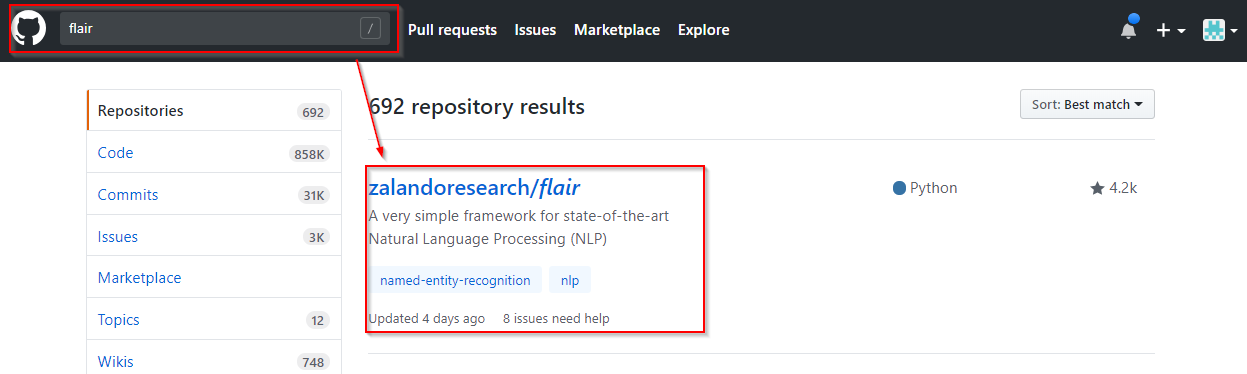 flair /
Pull requests Issues Marketplace Explore
Repositories 692
Code 858K
Commits 31K
Issues 3K
Marketplace
Topics 12
Wikis 748
692 repository results
Sort: Best match
zalandoresearch/flair
Python
4.2k
A very simple framework for state-of-the-art
Natural Language Processing (NLP)
named-entity-recognition nlp
Updated 4 days ago 8 issues need help